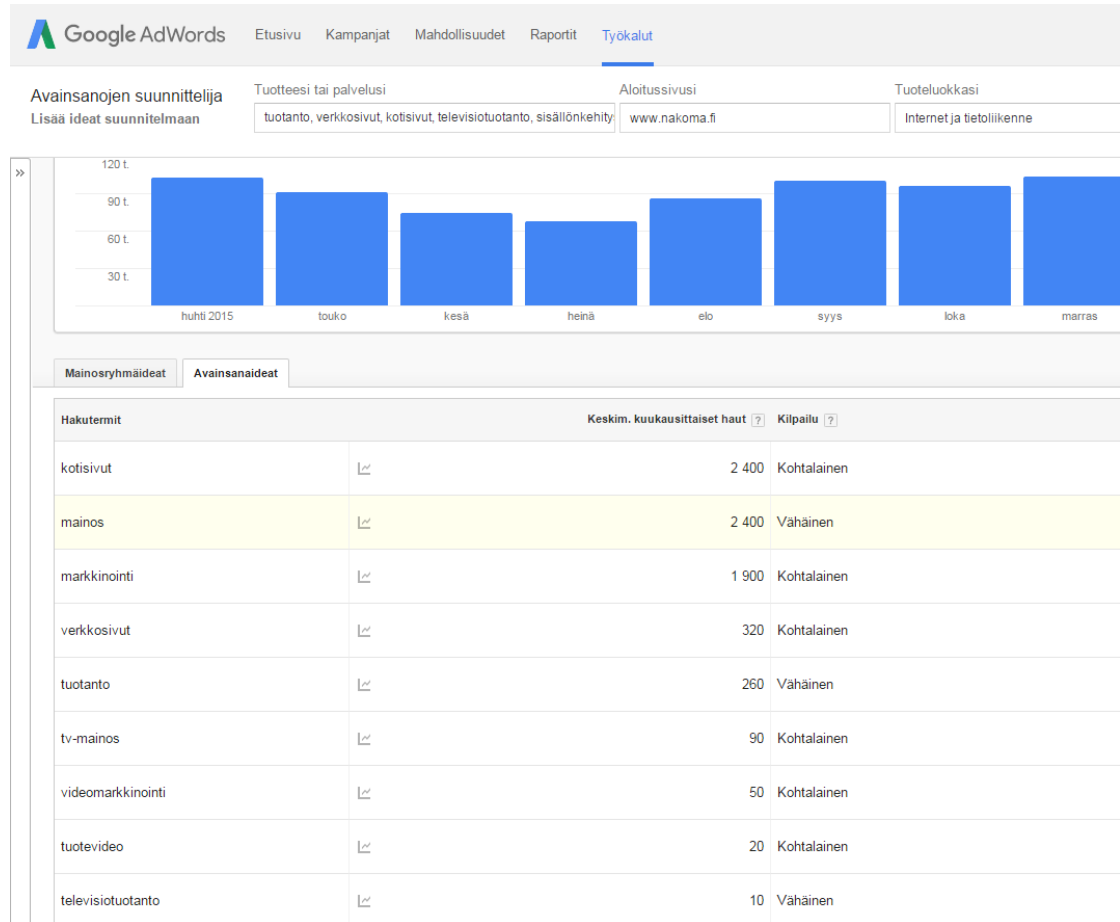 Google AdWords Etusivu Kampanjat Mahdollisuudet Raportit Työkalut
Avainsanojen suunnittelija
Lisää ideat suunnitelmaan
Tuotteesi tai palvelusi
tuotanto, verkkosivut, kotisivut, televisiotuotanto, sisällönkehity
Aloitussivusi
www.nakoma.fi
Tuoteluokkasi
Internet ja tietoliikenne
»
120 t.
90 t.
60 t.
30 t.
huhti 2015 touko kesä heinä elo syys loka marras
Mainosryhmäideat Avainsanaideat
Hakutermit Keskim. kuukausittaiset haut ? Kilpailu ?
kotisivut 2 400 Kohtalainen
mainos 2 400 Vähäinen
markkinointi 1 900 Kohtalainen
verkkosivut 320 Kohtalainen
tuotanto 260 Vähäinen
tv-mainos 90 Kohtalainen
videomarkkinointi 50 Kohtalainen
tuotevideo 20 Kohtalainen
televisiotuotanto 10 Vähäinen